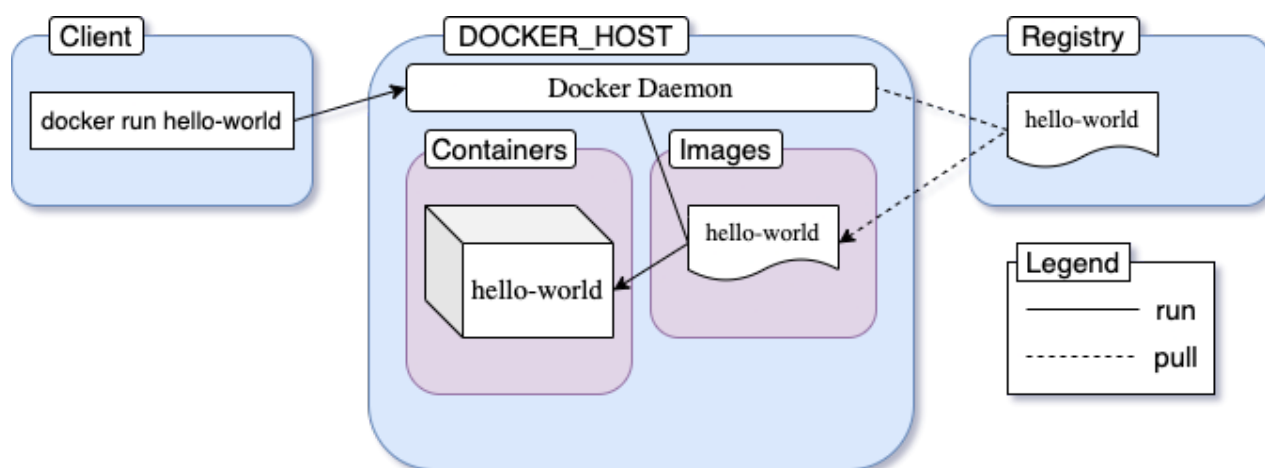 Client
docker run hello-world
DOCKER_HOST
Docker Daemon
Containers
hello-world
Images
hello-world
Registry
hello-world
Legend
run
pull